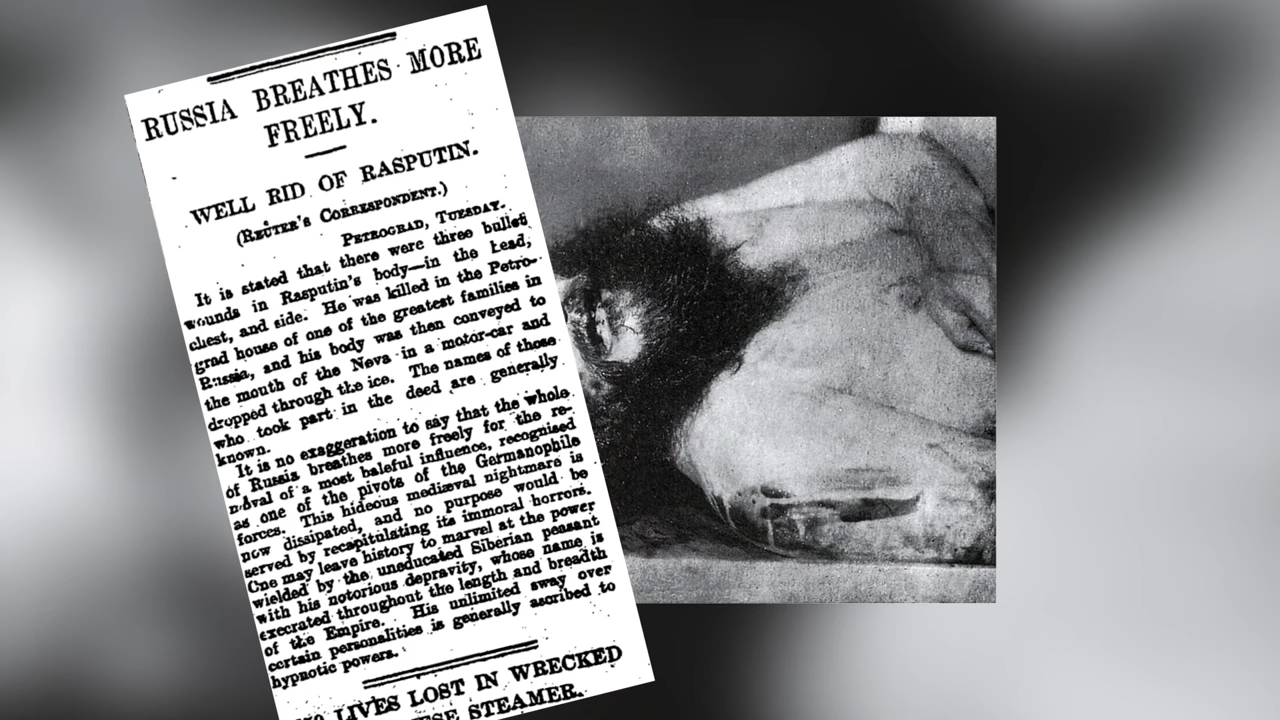 RUSSIA BREATHES MORE
FREELY.
WELL RID OF RASPUTIN.
(REUTER'S CORRESPONDENT.)
PETROGRAD, TUESDAY.
It is stated that there were three bullet
wounds in Rasputin's body—in the head,
chest, and side. He was killed in the Petro-
grad house of one of the greatest families in
Russia, and his body was then conveyed to
the mouth of the Neva in a motor-car and
dropped through the ice. The names of those
who took part in the deed are generally
known.
It is no exaggeration to say that the whole
of Russia breathes more freely for the re-
moval of a most baleful influence, recognised
as one of the pivots of the Germanophile
forces. This hideous mediæval nightmare is
now dissipated, and no purpose would be
served by recapitulating its immoral horrors.
One may leave history to marvel at the power
wielded by the uneducated Siberian peasant
with his notorious depravity, whose name is
execrated throughout the length and breadth
of the Empire. His unlimited sway over
certain personalities is generally ascribed to
hypnotic powers.
LIVES LOST IN WRECKED
STEAMER.